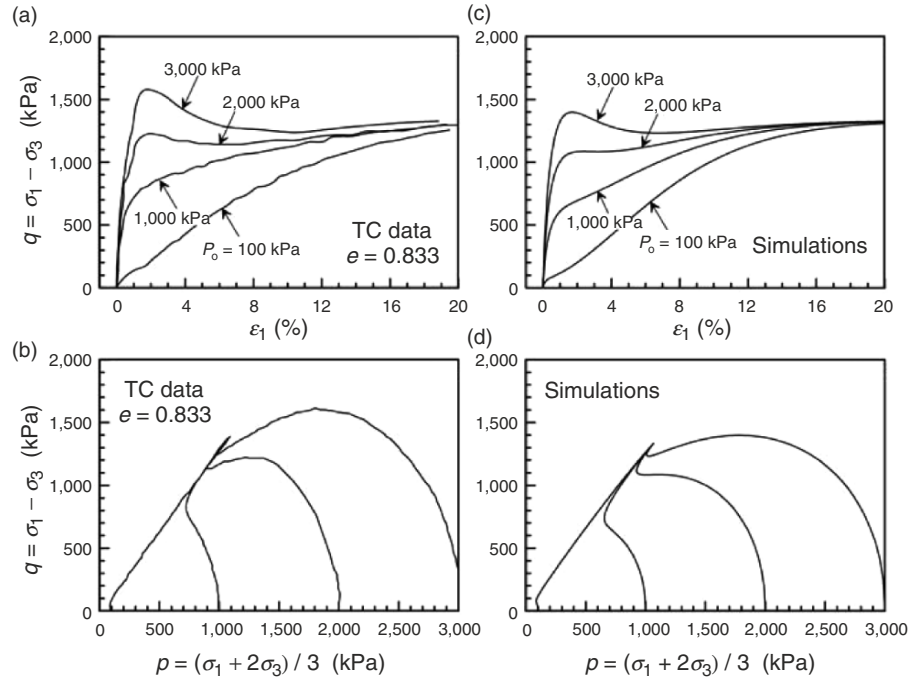 (a)
2,000
1,500
1,000
500
0
q = σ₁ − σ₃ (kPa)
3,000 kPa
2,000 kPa
1,000 kPa
Pₒ = 100 kPa
TC data
e = 0.833
0 4 8 12 16 20
ε₁ (%)
(c)
2,000
1,500
1,000
500
0
3,000 kPa
2,000 kPa
1,000 kPa
Pₒ = 100 kPa
Simulations
0 4 8 12 16 20
ε₁ (%)
(b)
2,000
1,500
1,000
500
0
q = σ₁ − σ₃ (kPa)
TC data
e = 0.833
0 500 1,000 1,500 2,000 2,500 3,000
p = (σ₁ + 2σ₃) / 3 (kPa)
(d)
2,000
1,500
1,000
500
0
Simulations
0 500 1,000 1,500 2,000 2,500 3,000
p = (σ₁ + 2σ₃) / 3 (kPa)